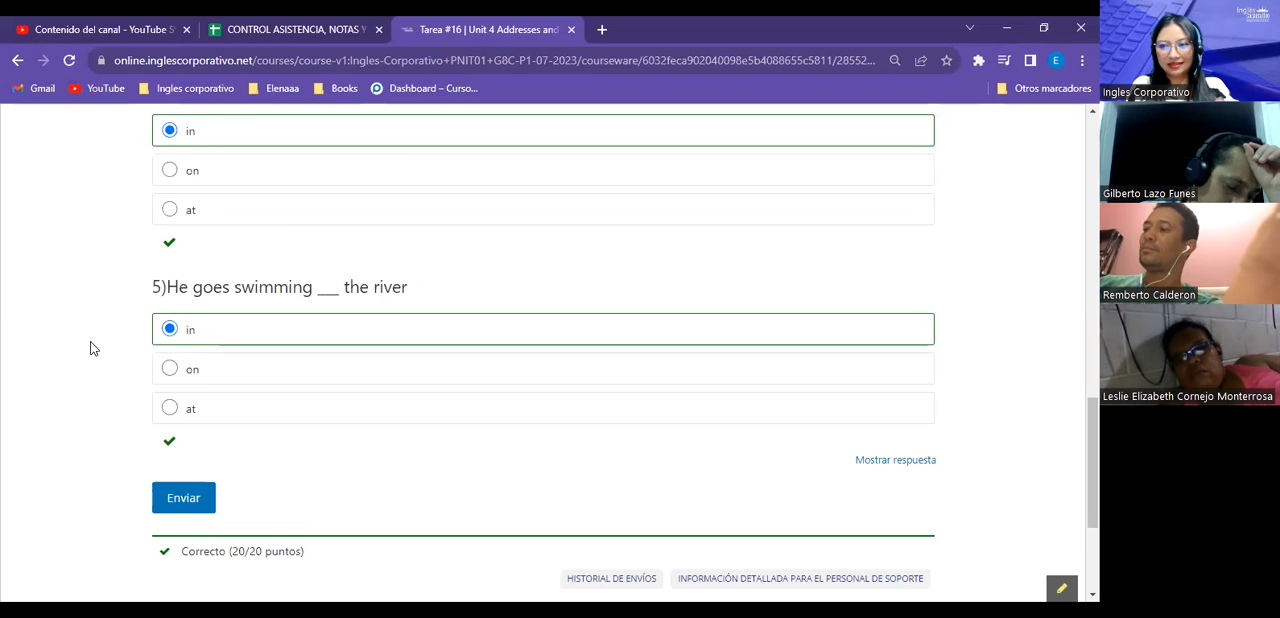 Contenido del canal - YouTube S
CONTROL ASISTENCIA, NOTAS Y
Tarea #16 | Unit 4 Addresses and
online.inglescorporativo.net/courses/course-v1:Ingles-Corporativo+PNIT01+G8C-P1-07-2023/courseware/6032feca902040098e5b4088655c5811/28552...
E
Gmail
YouTube
Ingles corporativo
Elenaaa
Books
Dashboard – Curso...
Otros marcadores
in
on
at
5)He goes swimming ___ the river
in
on
at
Mostrar respuesta
Enviar
Correcto (20/20 puntos)
HISTORIAL DE ENVÍOS
INFORMACIÓN DETALLADA PARA EL PERSONAL DE SOPORTE
Ingles Corporativo
Gilberto Lazo Funes
Remberto Calderon
Leslie Elizabeth Cornejo Monterrosa